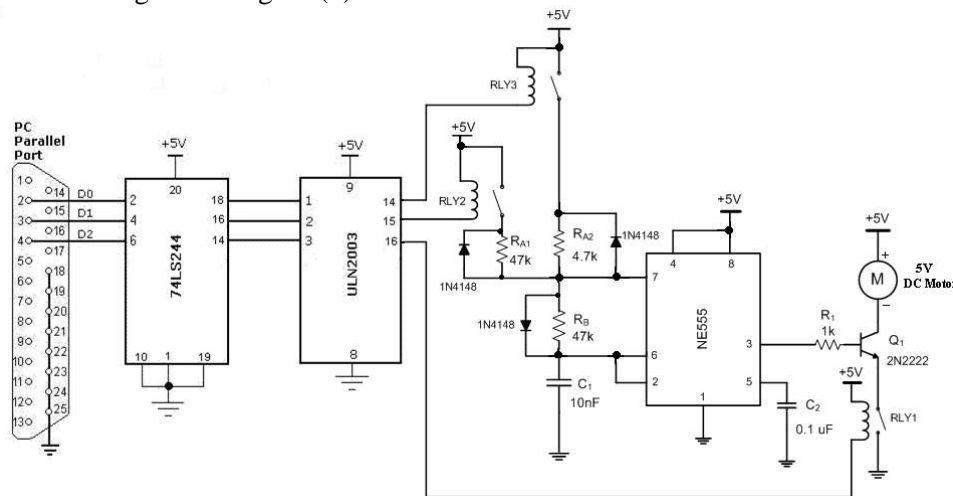 +5V
RLY3
PC
Parallel
Port
+5V
+5V
+5V
+5V
+5V
RLY2
1
2
3
4
5
6
7
8
9
10
11
12
13
14
15
16
17
18
19
20
21
22
23
24
25
D0
D1
D2
20
2
4
6
18
16
14
74LS244
10
1
19
9
1
2
3
14
15
16
ULN2003
8
RA1
47k
1N4148
RA2
4.7k
1N4148
1N4148
RB
47k
C1
10nF
4
8
7
6
2
3
5
1
NE555
M
+
−
5V
DC Motor
R1
1k
Q1
2N2222
+5V
C2
0.1 uF
RLY1